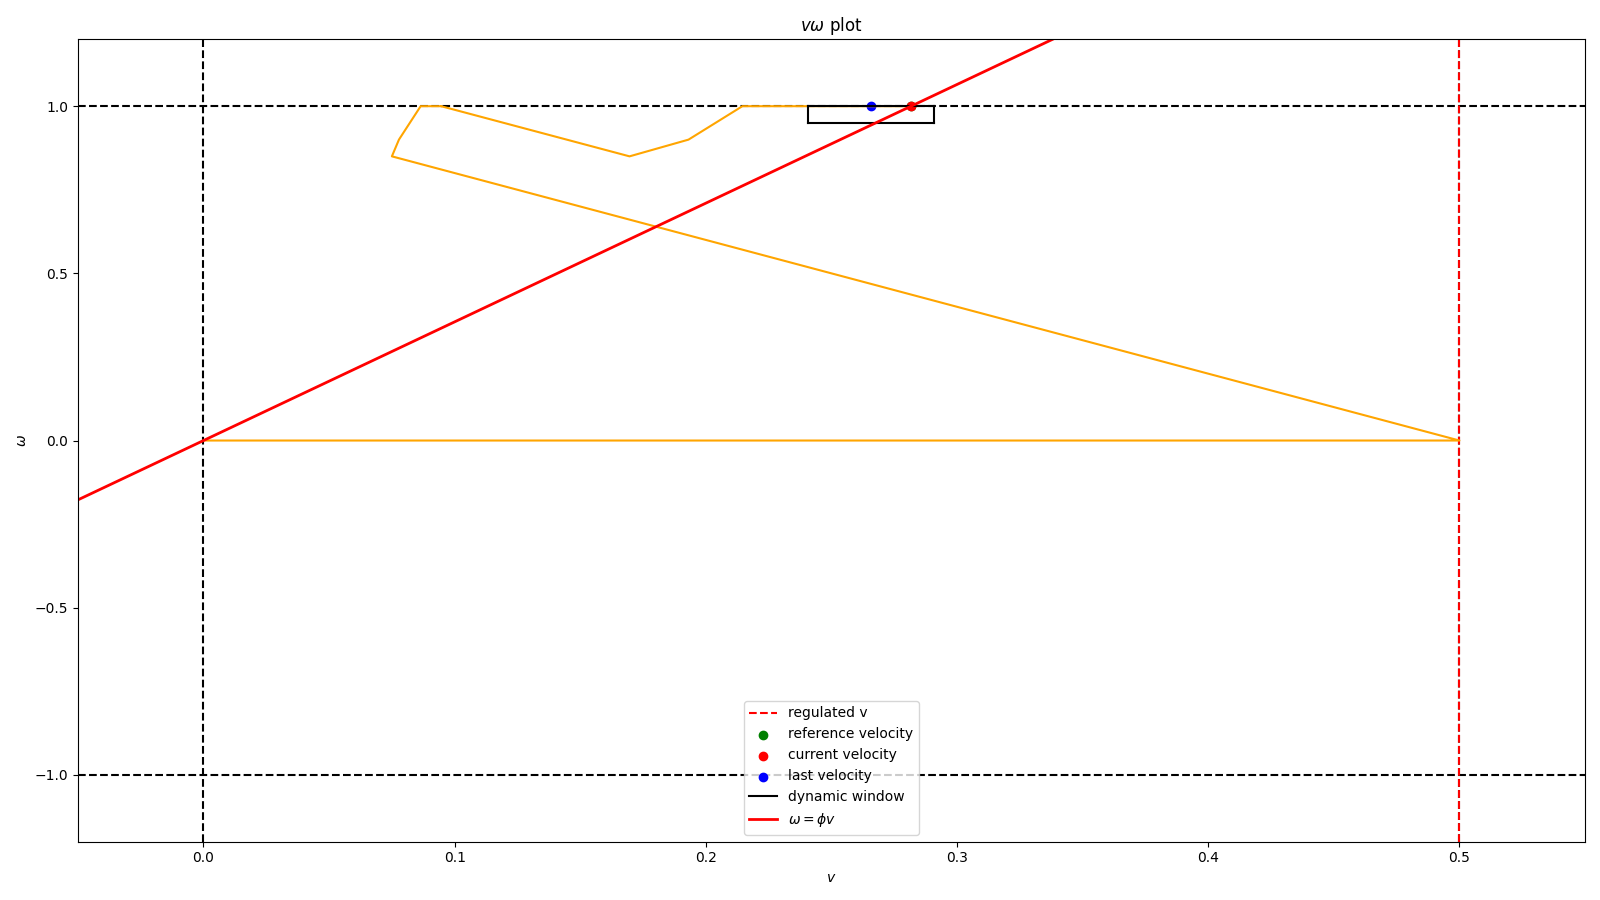 vω plot
1.0
0.5
0.0
−0.5
−1.0
ω
0.0 0.1 0.2 0.3 0.4 0.5
v
regulated v
reference velocity
current velocity
last velocity
dynamic window
ω = ϕv